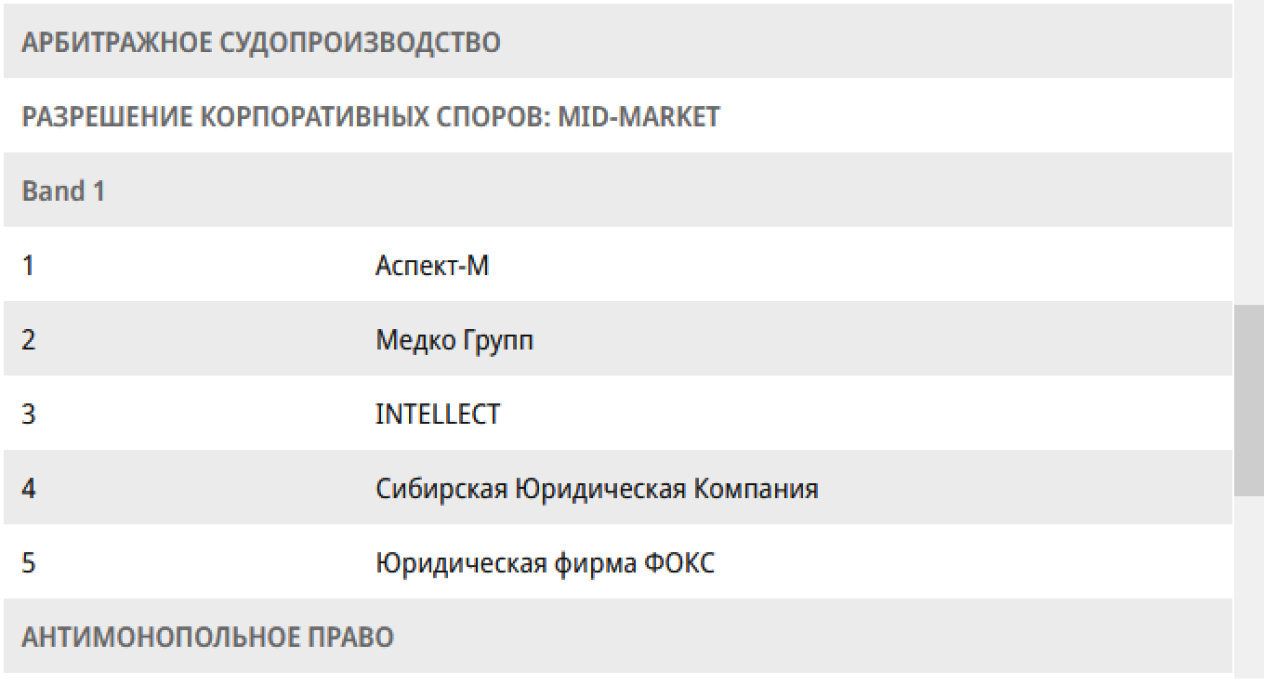 АРБИТРАЖНОЕ СУДОПРОИЗВОДСТВО
РАЗРЕШЕНИЕ КОРПОРАТИВНЫХ СПОРОВ: MID-MARKET
Band 1
1 Аспект-М
2 Медко Групп
3 INTELLECT
4 Сибирская Юридическая Компания
5 Юридическая фирма ФОКС
АНТИМОНОПОЛЬНОЕ ПРАВО